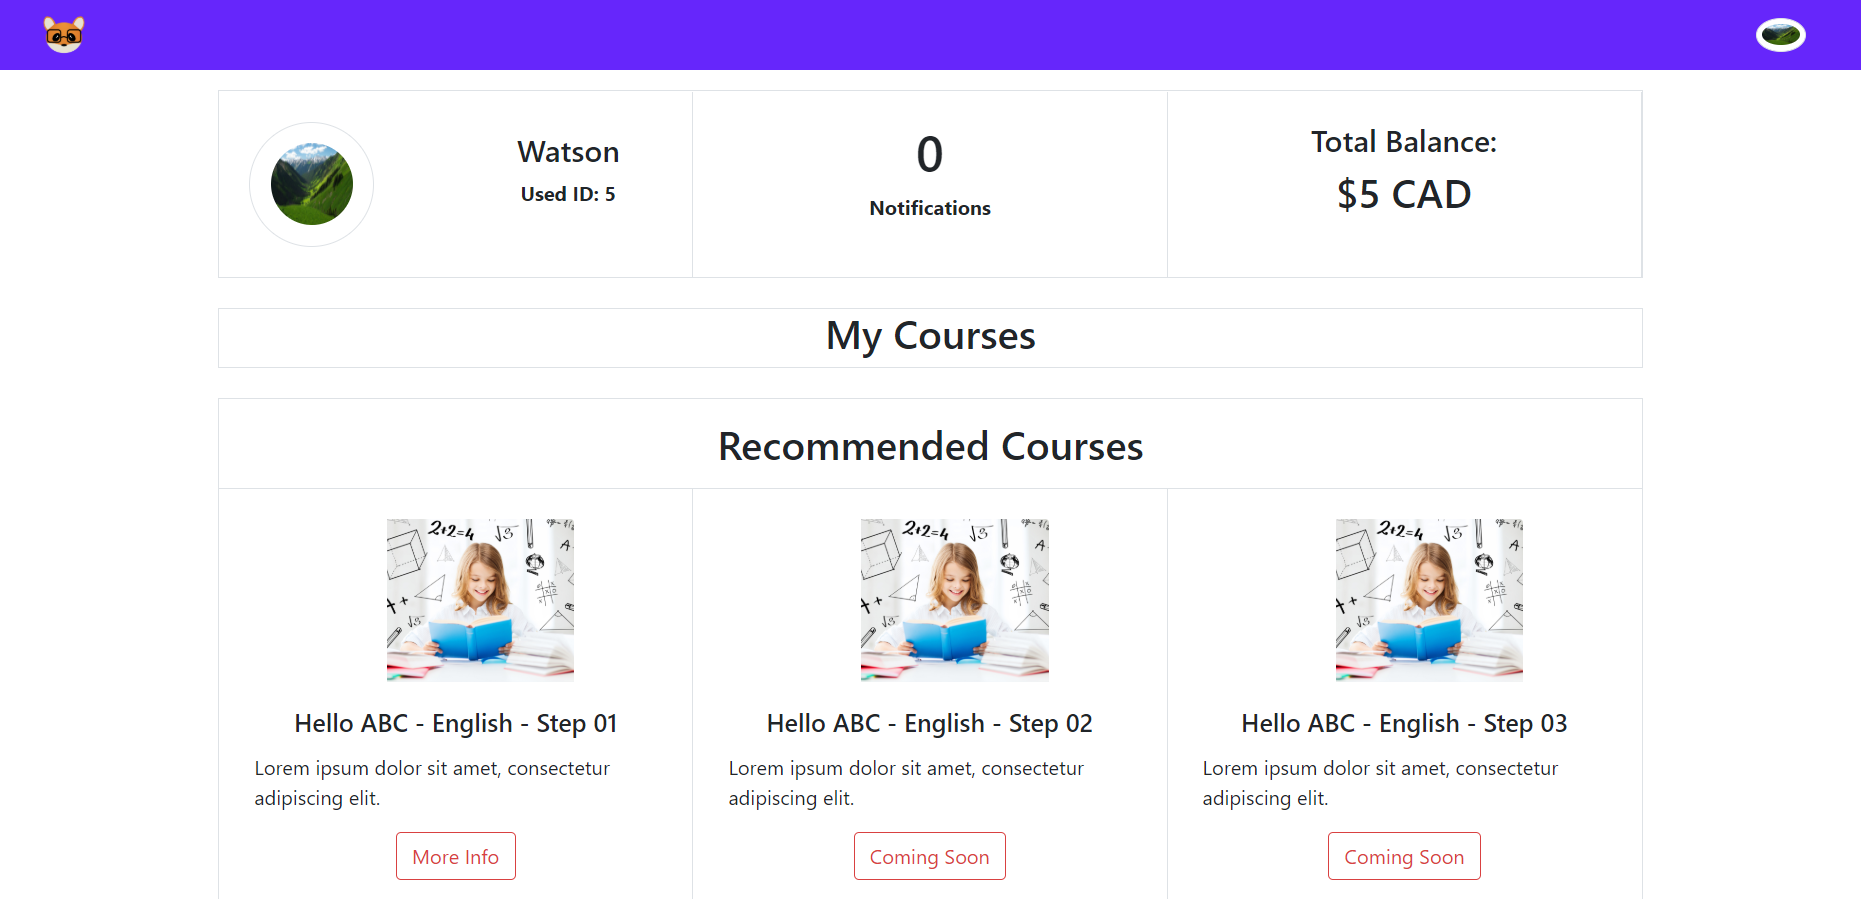 Watson
Used ID: 5
0
Notifications
Total Balance:
$5 CAD
My Courses
Recommended Courses
2+2=4 √3 A
√3
Hello ABC - English - Step 01
Lorem ipsum dolor sit amet, consectetur
adipiscing elit.
More Info
2+2=4 √3 A
√3
Hello ABC - English - Step 02
Lorem ipsum dolor sit amet, consectetur
adipiscing elit.
Coming Soon
2+2=4 √3 A
√3
Hello ABC - English - Step 03
Lorem ipsum dolor sit amet, consectetur
adipiscing elit.
Coming Soon